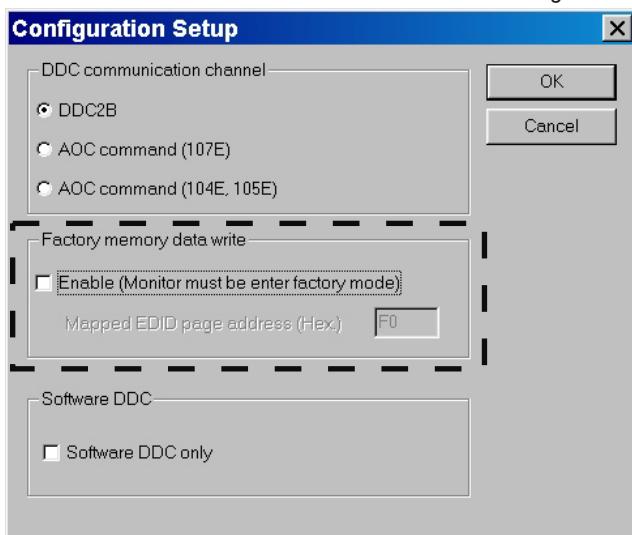 Configuration Setup
DDC communication channel
OK
DDC2B
Cancel
AOC command (107E)
AOC command (104E, 105E)
Factory memory data write
Enable (Monitor must be enter factory mode)
Mapped EDID page address (Hex.) F0
Software DDC
Software DDC only